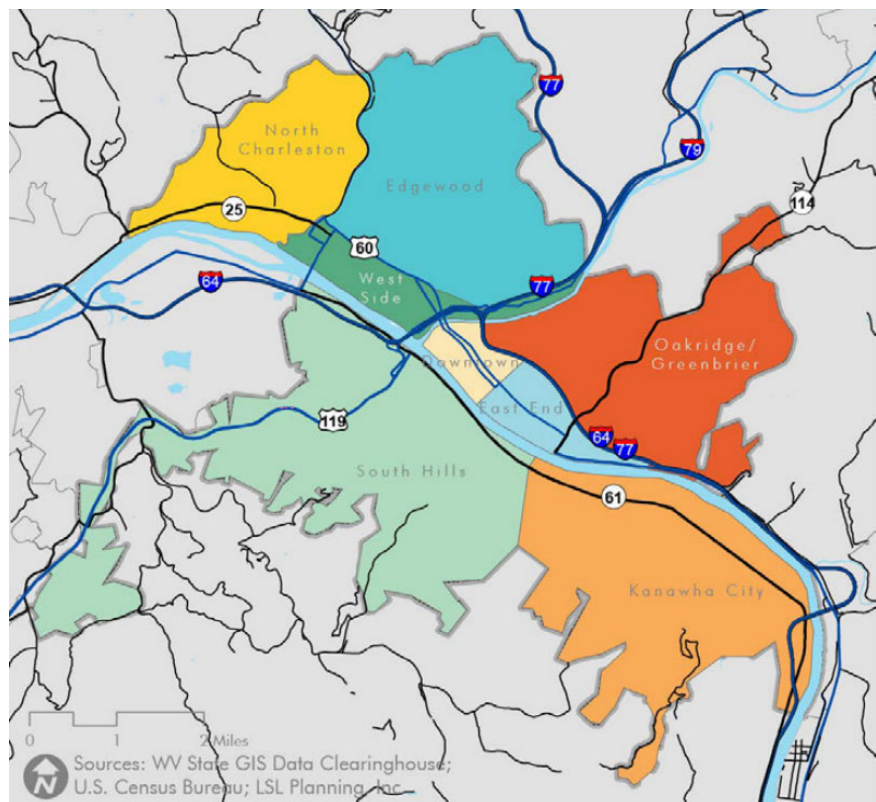 77
North
Charleston
79
Edgewood
114
25
60
64
West
Side
77
Oakridge/
Greenbrier
Downtown
East End
119
64
77
South Hills
61
Kanawha City
0 1 2 Miles
N
Sources: WV State GIS Data Clearinghouse;
U.S. Census Bureau; LSL Planning, Inc.